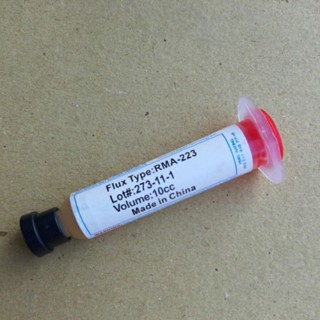 Flux Type:RMA-223
Lot#:273-11-1
Volume:10cc
Made in China